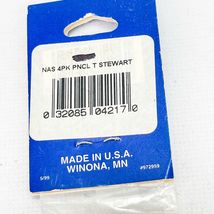 NAS 4PK PNCL T STEWART
0 32085 04217 0
MADE IN U.S.A.
WINONA, MN
5/99
#972959